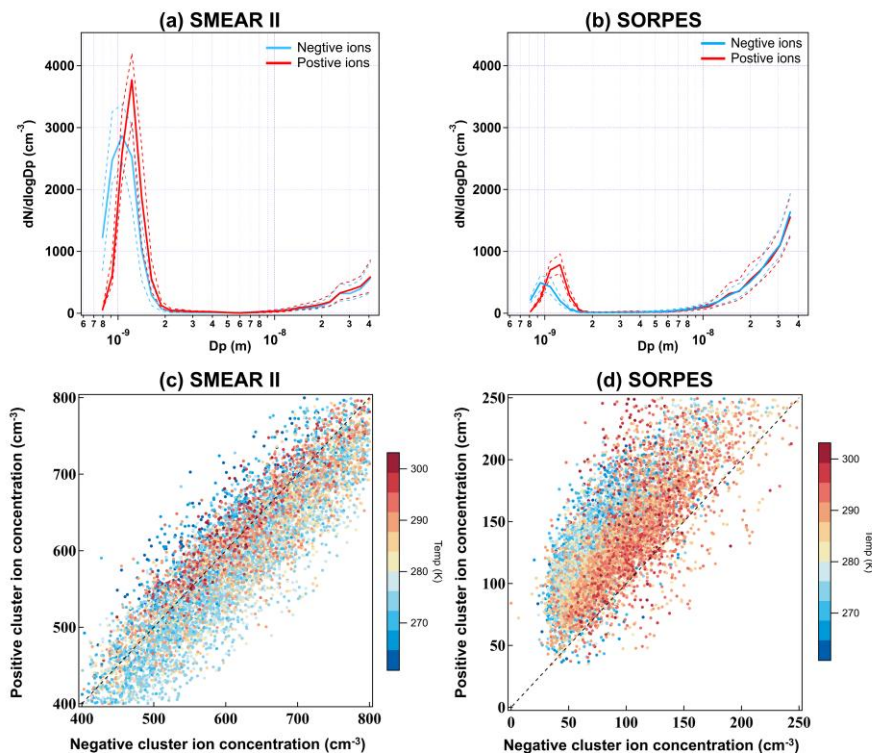 (a) SMEAR II
Negtive ions
Postive ions
dN/dlogDp (cm-3)
4000
3000
2000
1000
0
6 7 8 2 3 4 5 6 7 8 2 3 4
10-9 10-8
Dp (m)
(b) SORPES
Negtive ions
Postive ions
dN/dlogDp (cm-3)
4000
3000
2000
1000
0
6 7 8 2 3 4 5 6 7 8 2 3 4
10-9 10-8
Dp (m)
(c) SMEAR II
Positive cluster ion concentration (cm-3)
800
700
600
500
400
400 500 600 700 800
Negative cluster ion concentration (cm-3)
300
290
280
270
Temp (K)
(d) SORPES
Positive cluster ion concentration (cm-3)
250
200
150
100
50
0
0 50 100 150 200 250
Negative cluster ion concentration (cm-3)
300
290
280
270
Temp (K)